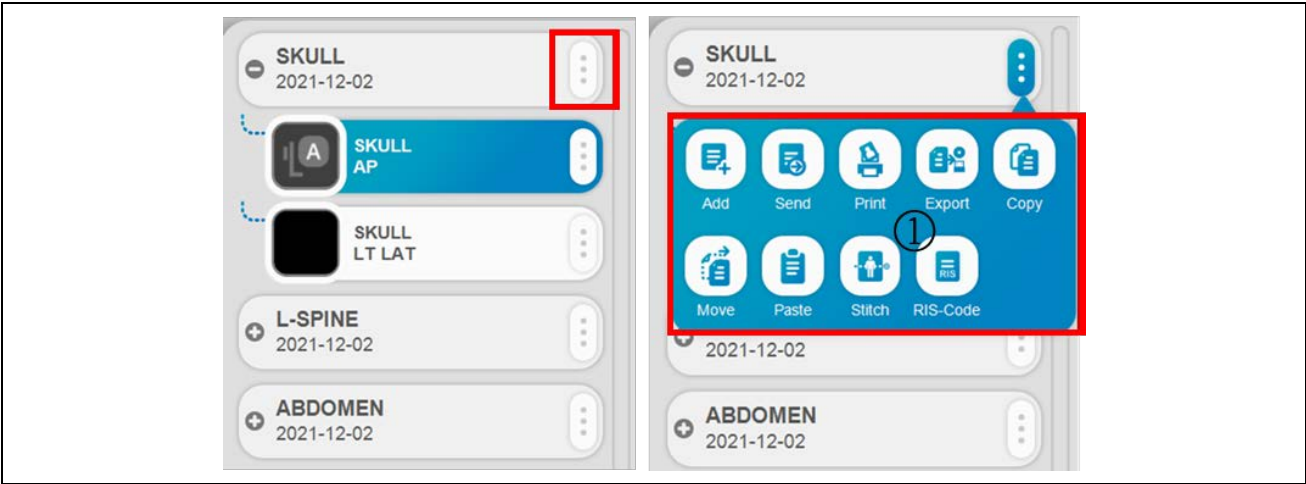 SKULL
2021-12-02
A
SKULL
AP
SKULL
LT LAT
L-SPINE
2021-12-02
ABDOMEN
2021-12-02
SKULL
2021-12-02
Add Send Print Export Copy
①
RIS
Move Paste Stitch RIS-Code
2021-12-02
ABDOMEN
2021-12-02